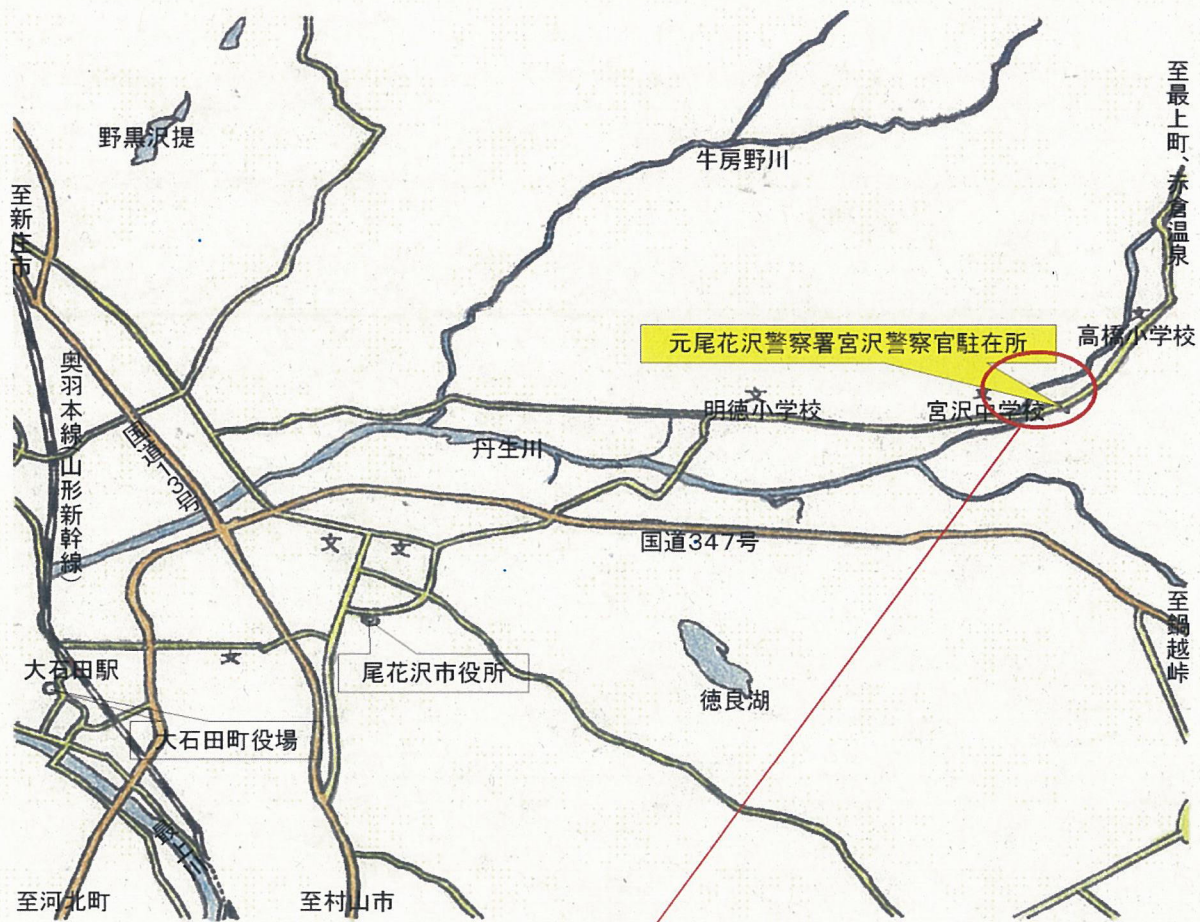 至最上町、赤倉温泉
野黒沢提
牛房野川
至新庄市
高橋小学校
元尾花沢警察署宮沢警察官駐在所
奥羽本線(山形新幹線)
明徳小学校
宮沢中学校
国道13号
丹生川
国道347号
至鍋越峠
大石田駅
尾花沢市役所
徳良湖
大石田町役場
最上川
至河北町
至村山市